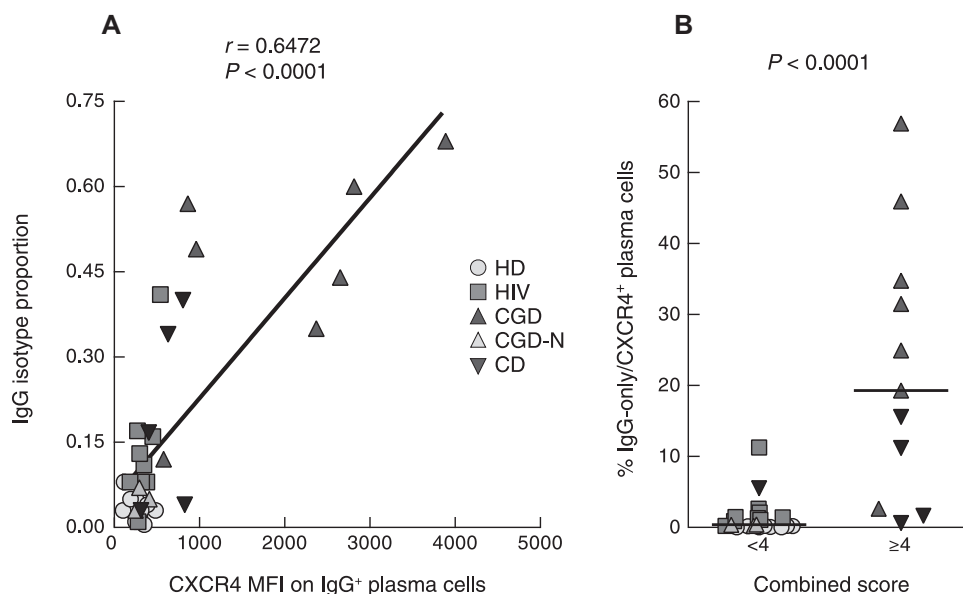 A
r = 0.6472
P < 0.0001
IgG isotype proportion
0.75
0.60
0.45
0.30
0.15
0.00
0
1000
2000
3000
4000
5000
CXCR4 MFI on IgG⁺ plasma cells
HD
HIV
CGD
CGD-N
CD
B
P < 0.0001
% IgG-only/CXCR4⁺ plasma cells
60
50
40
30
20
10
0
<4
≥4
Combined score